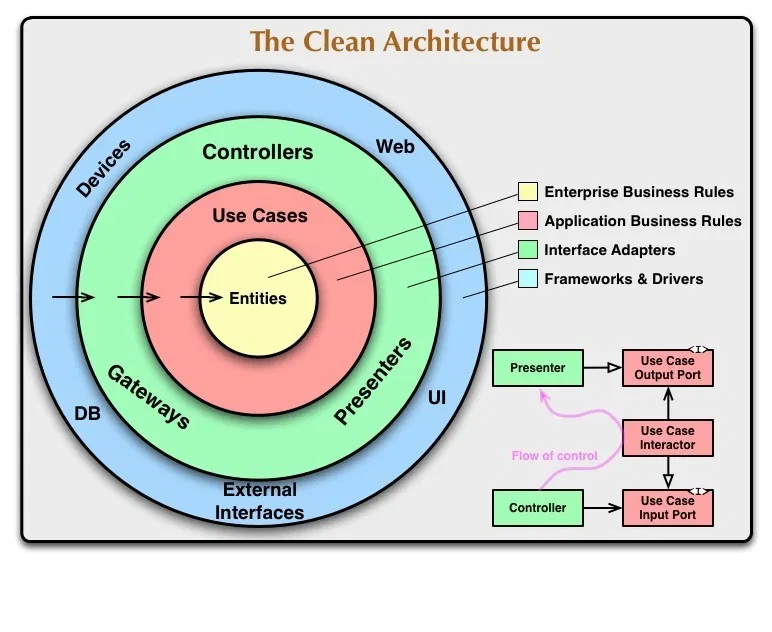 The Clean Architecture
Devices
Web
Controllers
Use Cases
Entities
Gateways
Presenters
DB
UI
External
Interfaces
Enterprise Business Rules
Application Business Rules
Interface Adapters
Frameworks & Drivers
Presenter
<I>
Use Case
Output Port
Use Case
Interactor
Flow of control
Controller
<I>
Use Case
Input Port